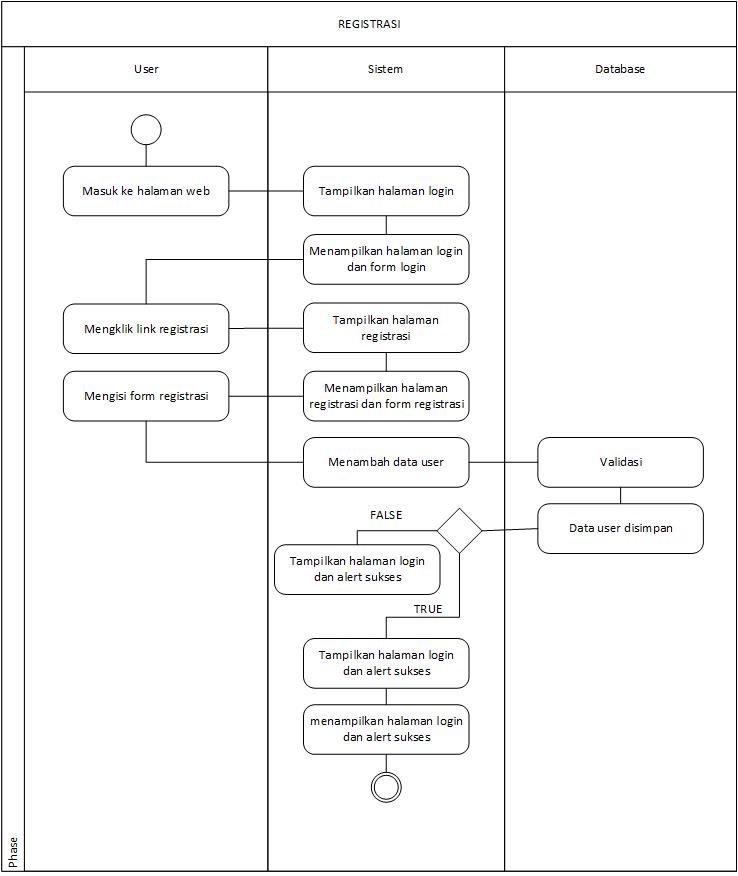 REGISTRASI
User
Sistem
Database
Masuk ke halaman web
Tampilkan halaman login
Menampilkan halaman login
dan form login
Mengklik link registrasi
Tampilkan halaman
registrasi
Mengisi form registrasi
Menampilkan halaman
registrasi dan form registrasi
Menambah data user
Validasi
FALSE
Data user disimpan
Tampilkan halaman login
dan alert sukses
TRUE
Tampilkan halaman login
dan alert sukses
menampilkan halaman login
dan alert sukses
Phase